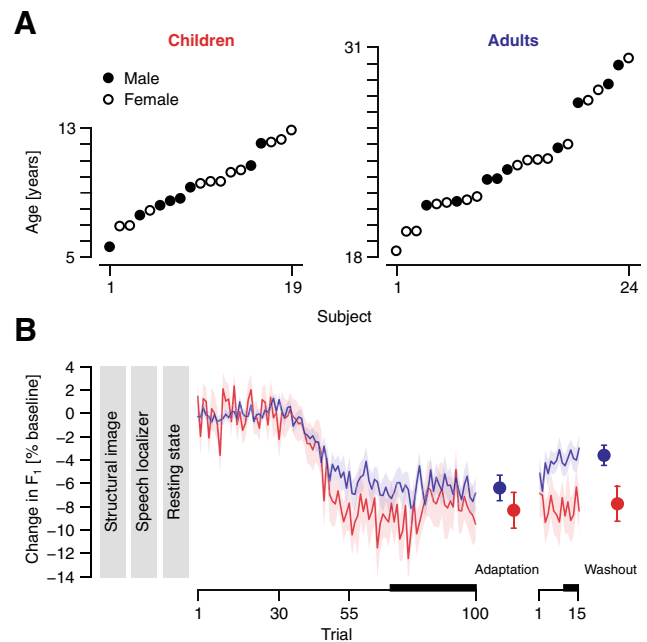 A
Children
Adults
Male
Female
Age [years]
13
5
1
19
31
18
1
24
Subject
B
Change in F1 [% baseline]
4
2
0
−2
−4
−6
−8
−10
−12
−14
Structural image
Speech localizer
Resting state
Adaptation
Washout
1
30
55
100
1
15
Trial